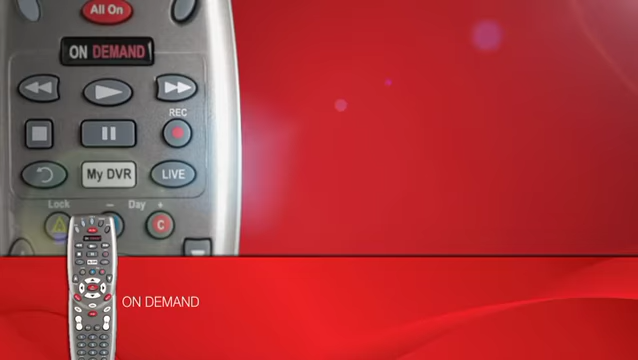 All On
ON DEMAND
REC
My DVR
LIVE
Lock
− Day +
C
ON DEMAND